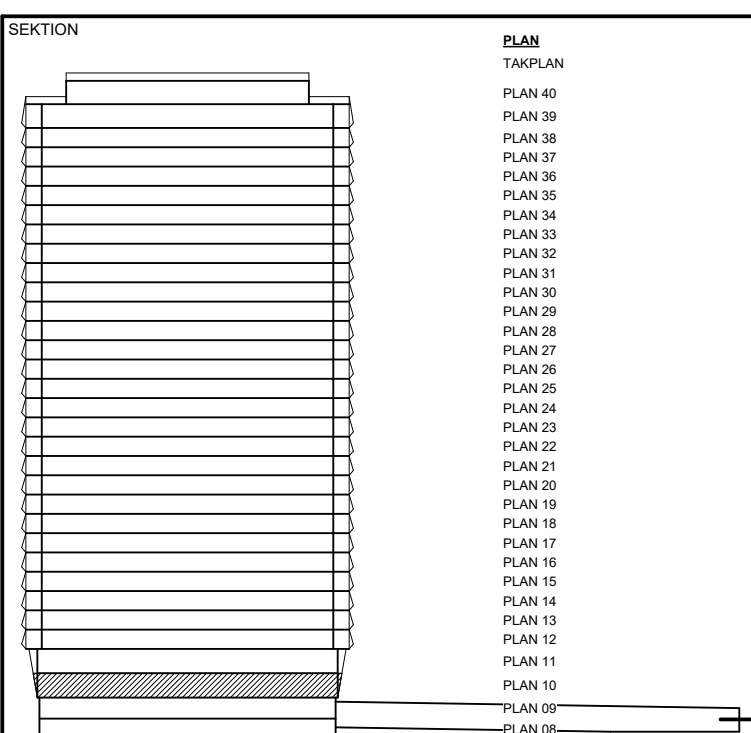 SEKTION
PLAN
TAKPLAN
PLAN 40
PLAN 39
PLAN 38
PLAN 37
PLAN 36
PLAN 35
PLAN 34
PLAN 33
PLAN 32
PLAN 31
PLAN 30
PLAN 29
PLAN 28
PLAN 27
PLAN 26
PLAN 25
PLAN 24
PLAN 23
PLAN 22
PLAN 21
PLAN 20
PLAN 19
PLAN 18
PLAN 17
PLAN 16
PLAN 15
PLAN 14
PLAN 13
PLAN 12
PLAN 11
PLAN 10
PLAN 09
PLAN 08